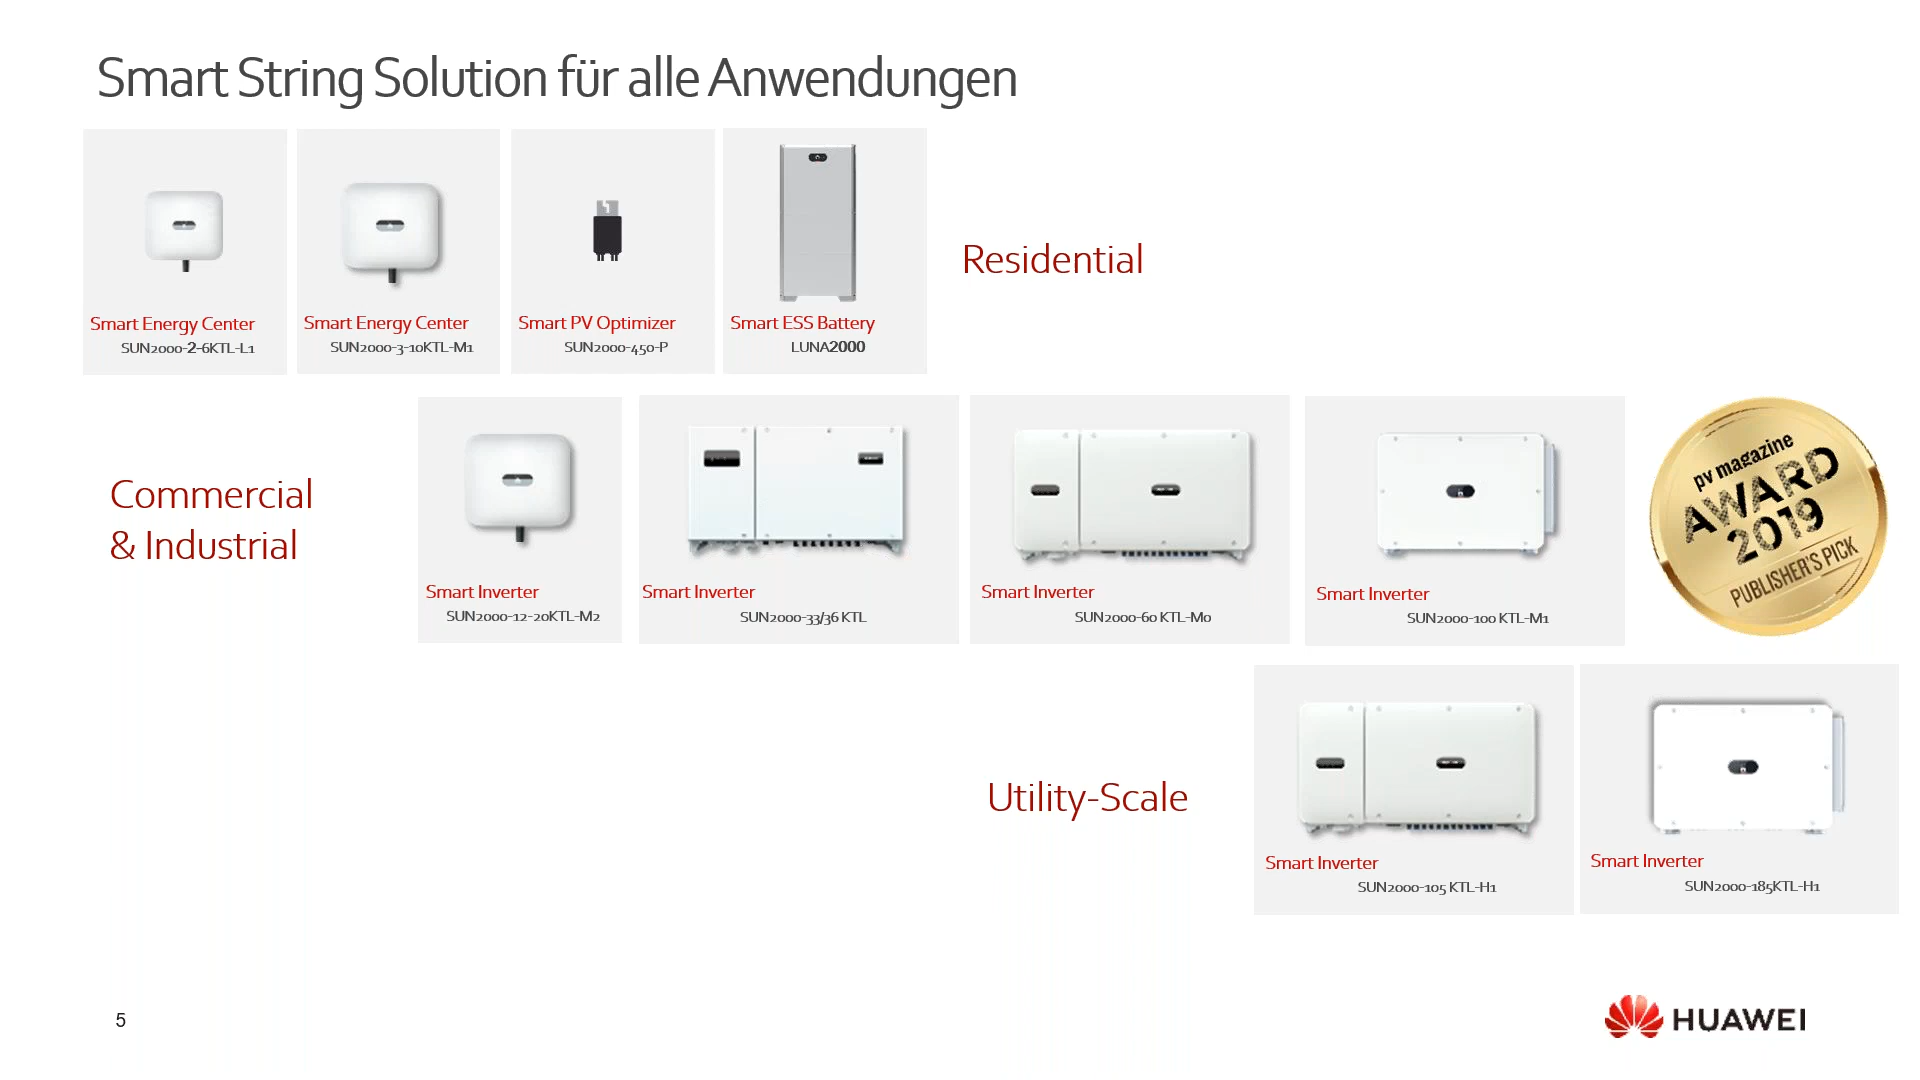 Smart String Solution für alle Anwendungen
Smart Energy Center
SUN2000-2-6KTL-L1
Smart Energy Center
SUN2000-3-10KTL-M1
Smart PV Optimizer
SUN2000-450-P
Smart ESS Battery
LUNA2000
Residential
Commercial
& Industrial
Smart Inverter
SUN2000-12-20KTL-M2
Smart Inverter
SUN2000-33/36 KTL
Smart Inverter
SUN2000-60 KTL-M0
Smart Inverter
SUN2000-100 KTL-M1
pv magazine
AWARD
2019
PUBLISHER'S PICK
Utility-Scale
Smart Inverter
SUN2000-105 KTL-H1
Smart Inverter
SUN2000-185KTL-H1
5
HUAWEI